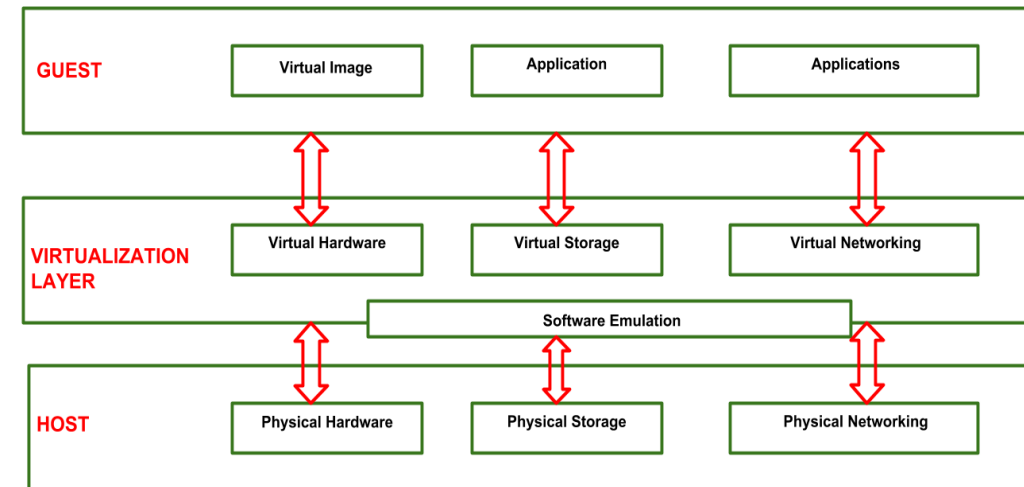 GUEST
Virtual Image
Application
Applications
VIRTUALIZATION
LAYER
Virtual Hardware
Virtual Storage
Virtual Networking
Software Emulation
HOST
Physical Hardware
Physical Storage
Physical Networking